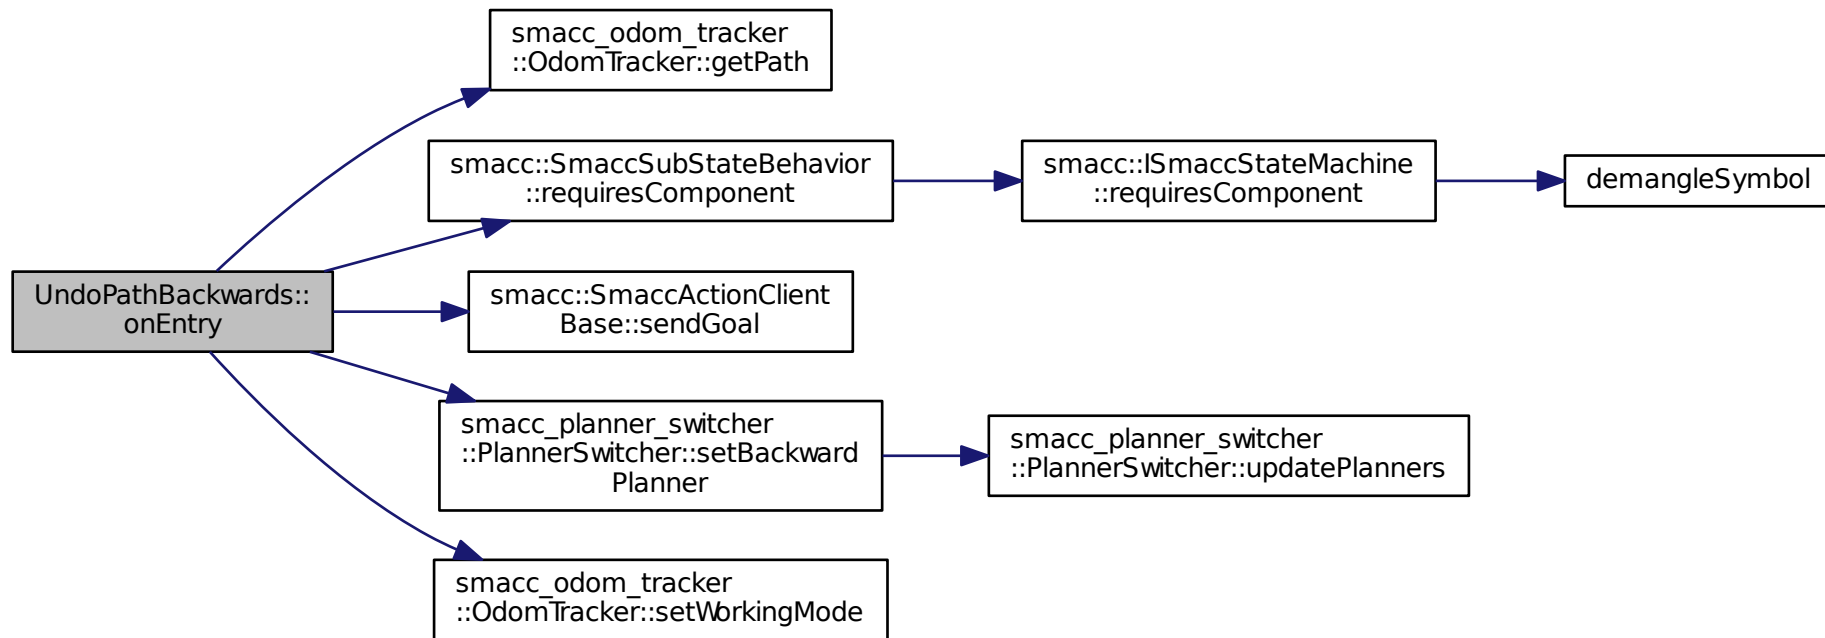 smacc_odom_tracker
::OdomTracker::getPath
smacc::SmaccSubStateBehavior
::requiresComponent
smacc::ISmaccStateMachine
::requiresComponent
demangleSymbol
UndoPathBackwards::
onEntry
smacc::SmaccActionClient
Base::sendGoal
smacc_planner_switcher
::PlannerSwitcher::setBackward
Planner
smacc_planner_switcher
::PlannerSwitcher::updatePlanners
smacc_odom_tracker
::OdomTracker::setWorkingMode